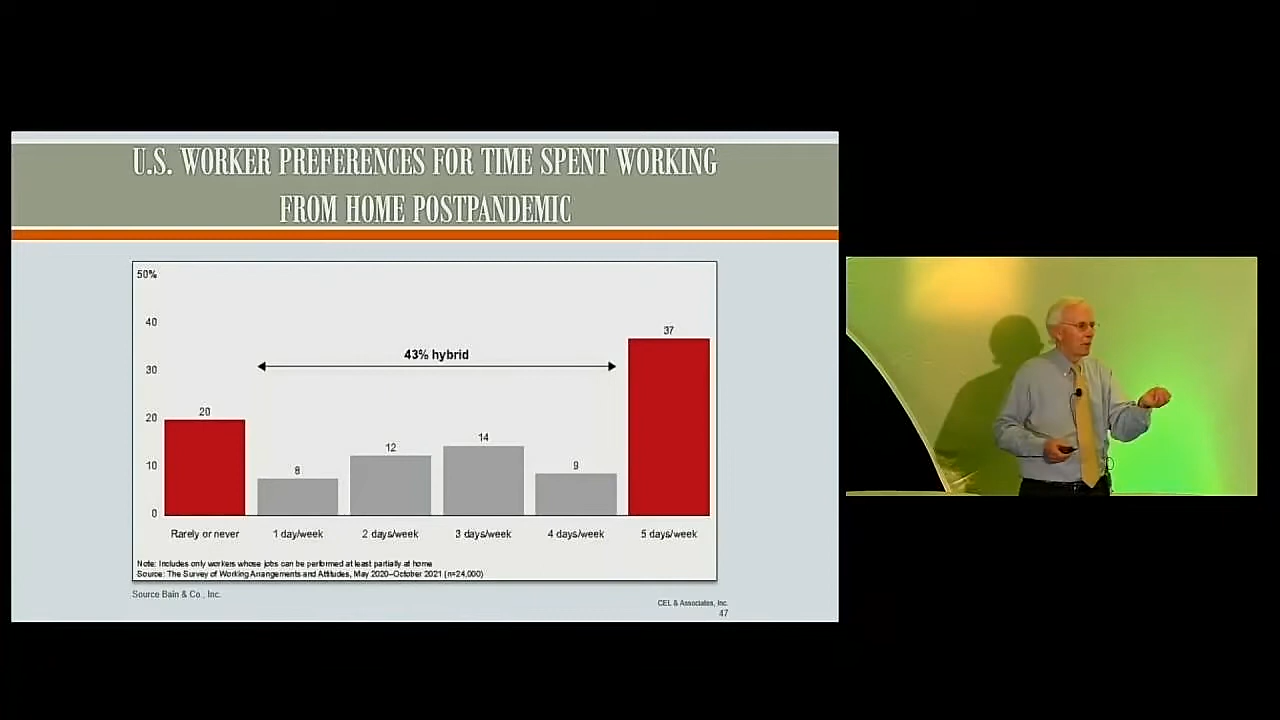 U.S. WORKER PREFERENCES FOR TIME SPENT WORKING
FROM HOME POSTPANDEMIC
50%
40
30
20
10
0
43% hybrid
20
8
12
14
9
37
Rarely or never
1 day/week
2 days/week
3 days/week
4 days/week
5 days/week
Note: Includes only workers whose jobs can be performed at least partially at home
Source: The Survey of Working Arrangements and Attitudes, May 2020–October 2021 (n=24,000)
Source Bain & Co., Inc.
CEL & Associates, Inc.
47